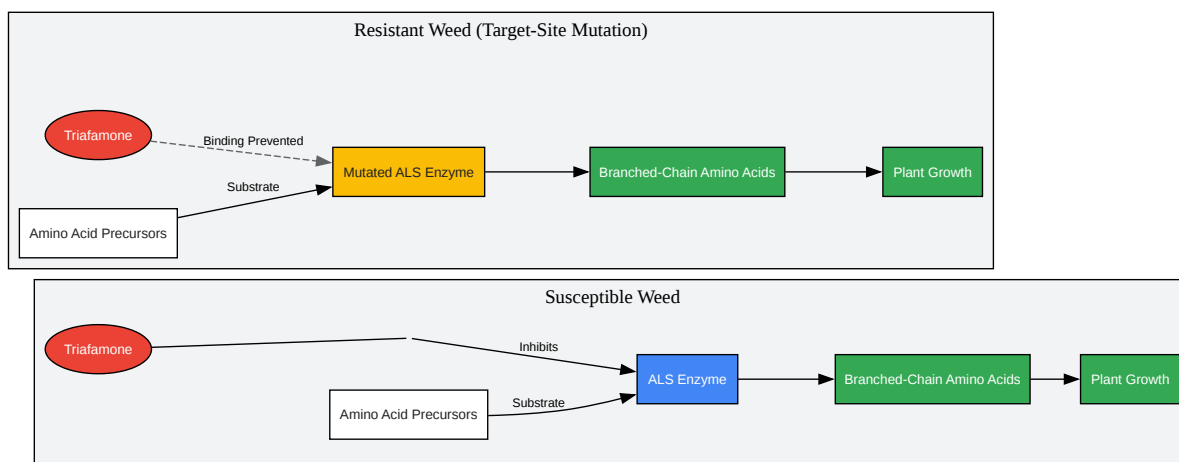 Resistant Weed (Target-Site Mutation)
Triafamone
Binding Prevented
Mutated ALS Enzyme
Branched-Chain Amino Acids
Plant Growth
Substrate
Amino Acid Precursors
Susceptible Weed
Triafamone
Inhibits
ALS Enzyme
Branched-Chain Amino Acids
Plant Growth
Substrate
Amino Acid Precursors